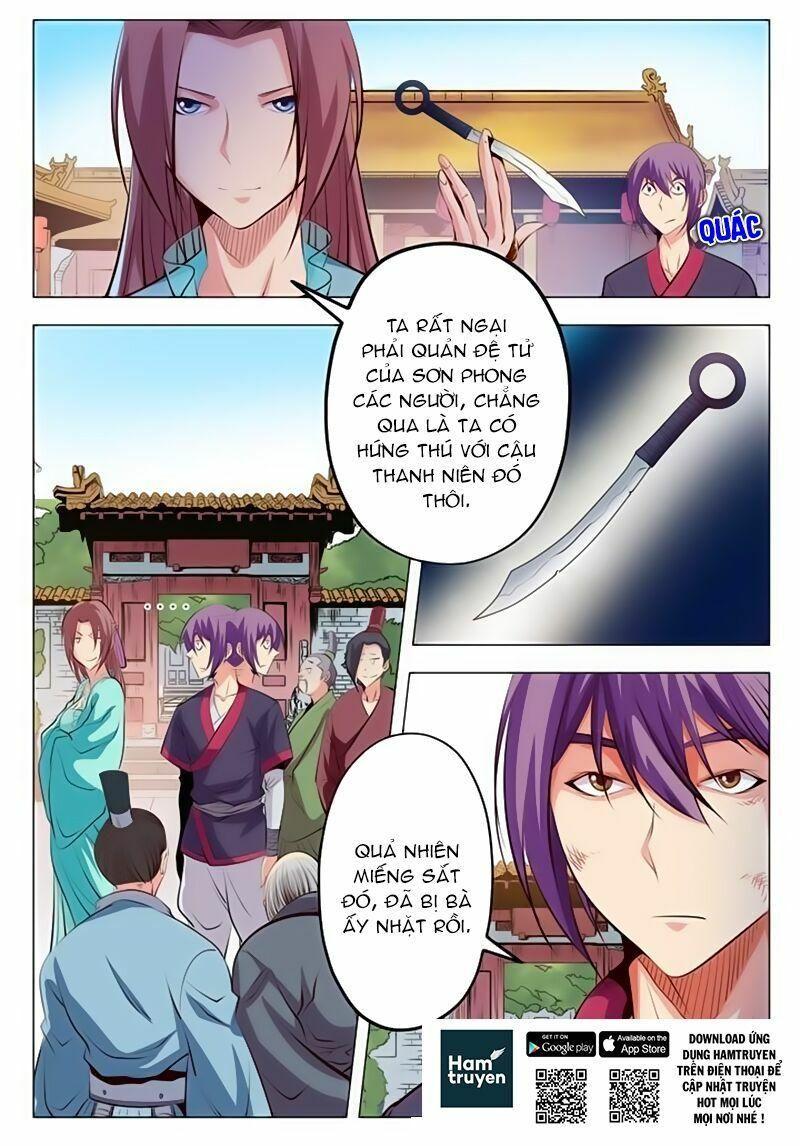 QUÁC
TA RẤT NGẠI
PHẢI QUẢN ĐỆ TỬ
CỦA SƠN PHONG
CÁC NGƯỜI, CHẲNG
QUA LÀ TA CÓ
HỨNG THÚ VỚI CẬU
THANH NIÊN ĐÓ
THÔI.
....
QUẢ NHIÊN
MIẾNG SẮT
ĐÓ, ĐÃ BỊ BÀ
ẤY NHẶT RỒI.
Ham
truyen
GET IT ON
Google play
Available on the
App Store
DOWNLOAD ỨNG
DỤNG HAMTRUYEN
TRÊN ĐIỆN THOẠI ĐỂ
CẬP NHẬT TRUYỆN
HOT MỌI LÚC
MỌI NƠI NHÉ !